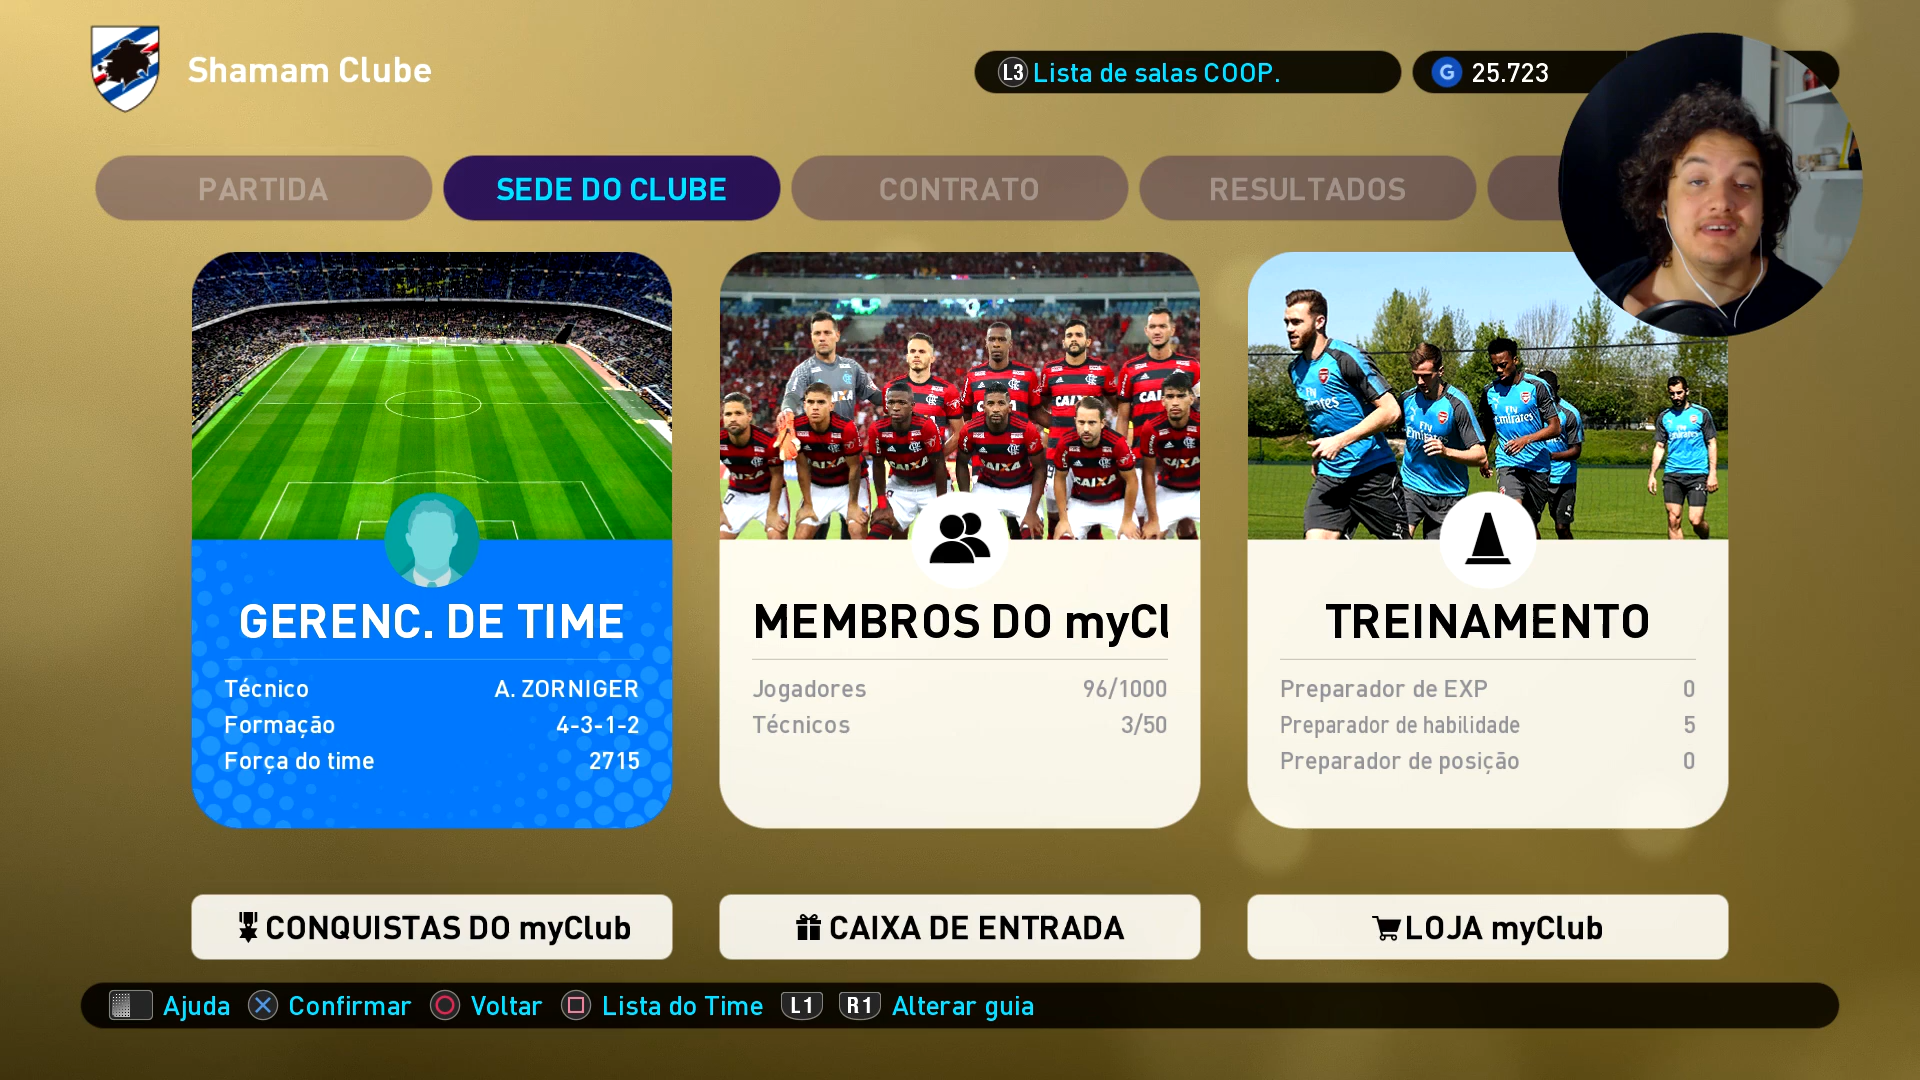 Shamam Clube
L3 Lista de salas COOP.
G 25.723
PARTIDA
SEDE DO CLUBE
CONTRATO
RESULTADOS
CAIXA
Fly Emirates
GERENC. DE TIME
Técnico A. ZORNIGER
Formação 4-3-1-2
Força do time 2715
MEMBROS DO myCl
Jogadores 96/1000
Técnicos 3/50
TREINAMENTO
Preparador de EXP 0
Preparador de habilidade 5
Preparador de posição 0
CONQUISTAS DO myClub
CAIXA DE ENTRADA
LOJA myClub
Ajuda Confirmar Voltar Lista do Time L1 R1 Alterar guia